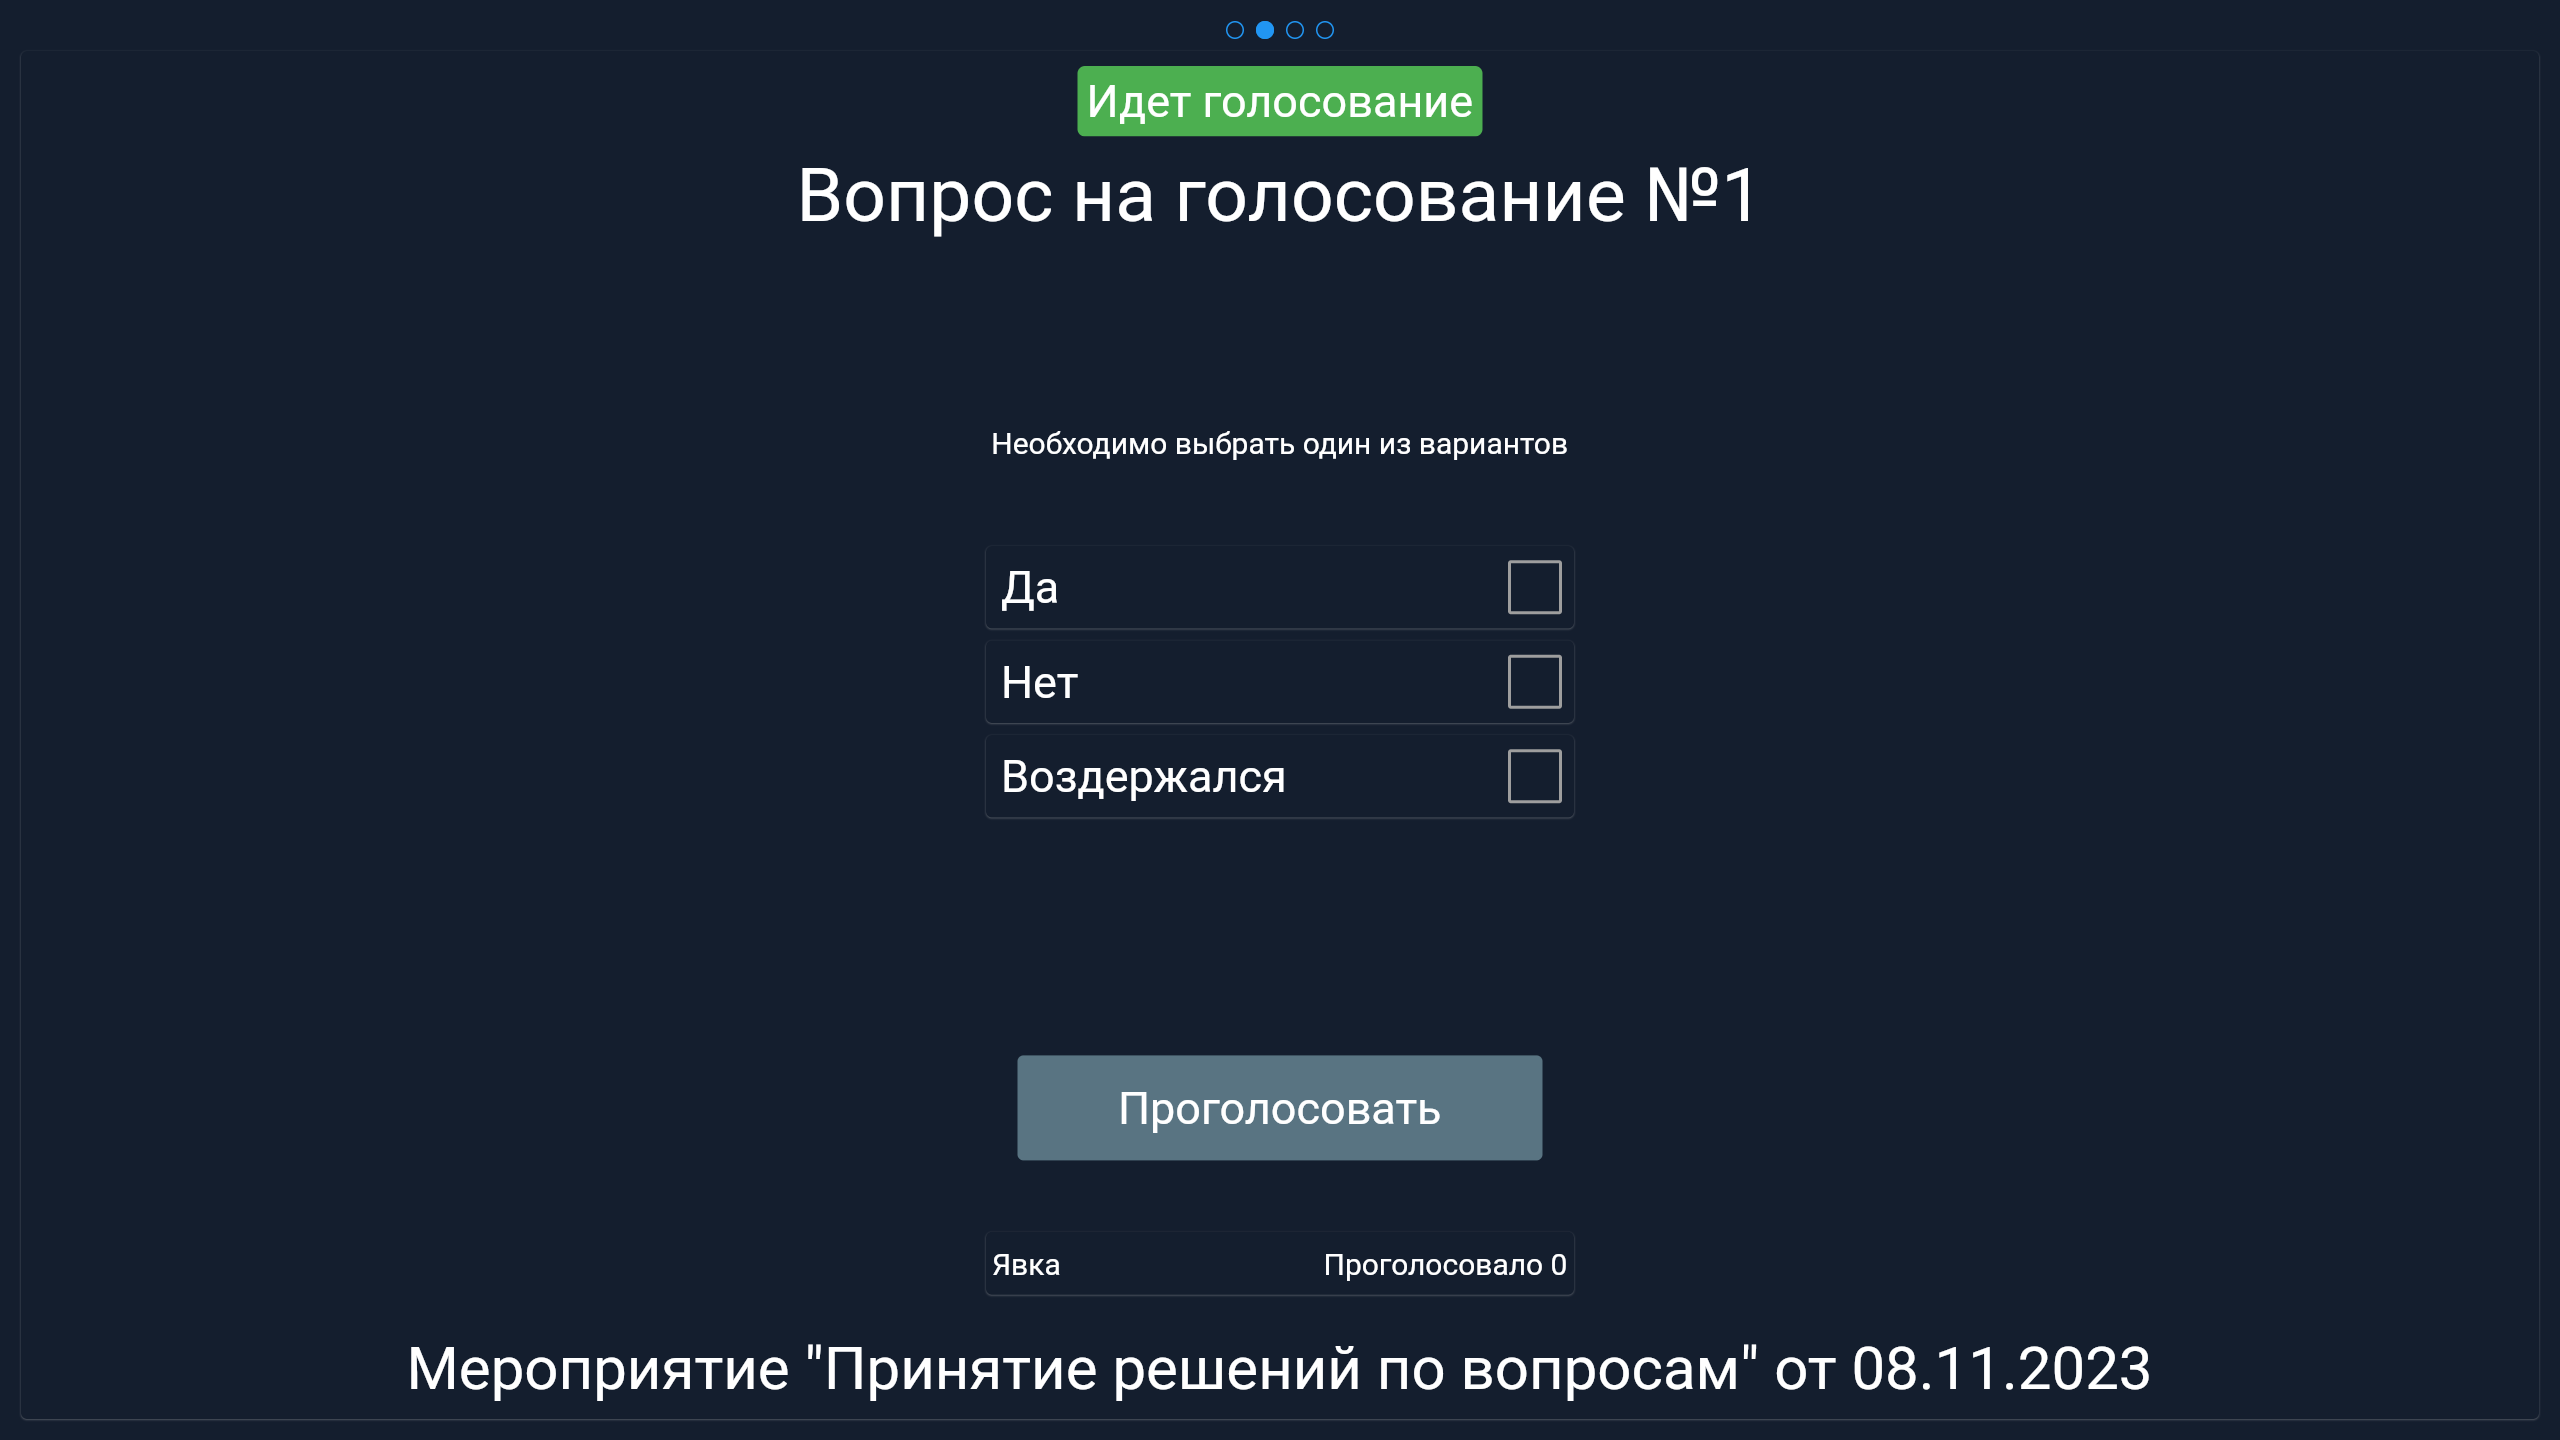 Идет голосование
Вопрос на голосование №1
Необходимо выбрать один из вариантов
Да
Нет
Воздержался
Проголосовать
Явка Проголосовало 0
Мероприятие "Принятие решений по вопросам" от 08.11.2023